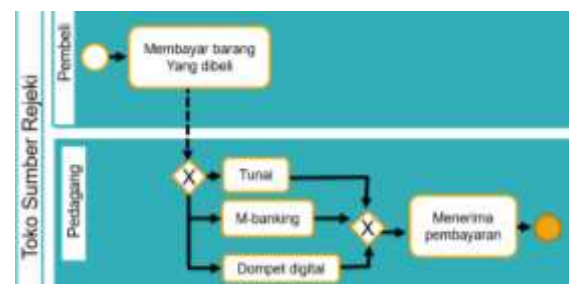 Toko Sumber Rejeki
Pembeli
Membayar barang
Yang dibeli
Pedagang
X
Tunai
M-banking
Dompet digital
X
Menerima
pembayaran